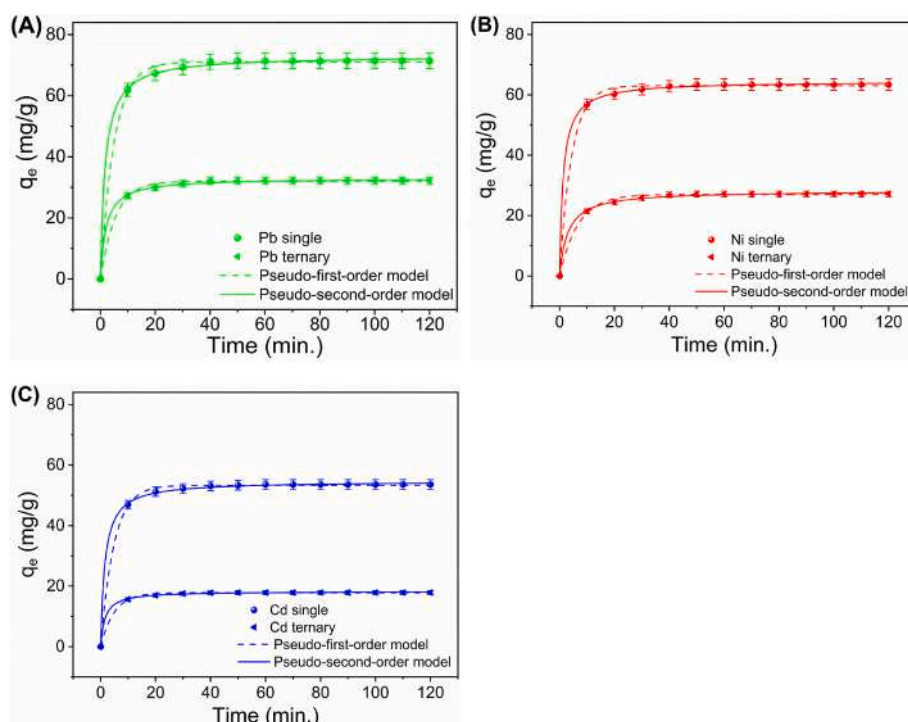 (A)
80
60
40
20
0
qe (mg/g)
Pb single
Pb ternary
Pseudo-first-order model
Pseudo-second-order model
0 20 40 60 80 100 120
Time (min.)
(B)
80
60
40
20
0
qe (mg/g)
Ni single
Ni ternary
Pseudo-first-order model
Pseudo-second-order model
0 20 40 60 80 100 120
Time (min.)
(C)
80
60
40
20
0
qe (mg/g)
Cd single
Cd ternary
Pseudo-first-order model
Pseudo-second-order model
0 20 40 60 80 100 120
Time (min.)